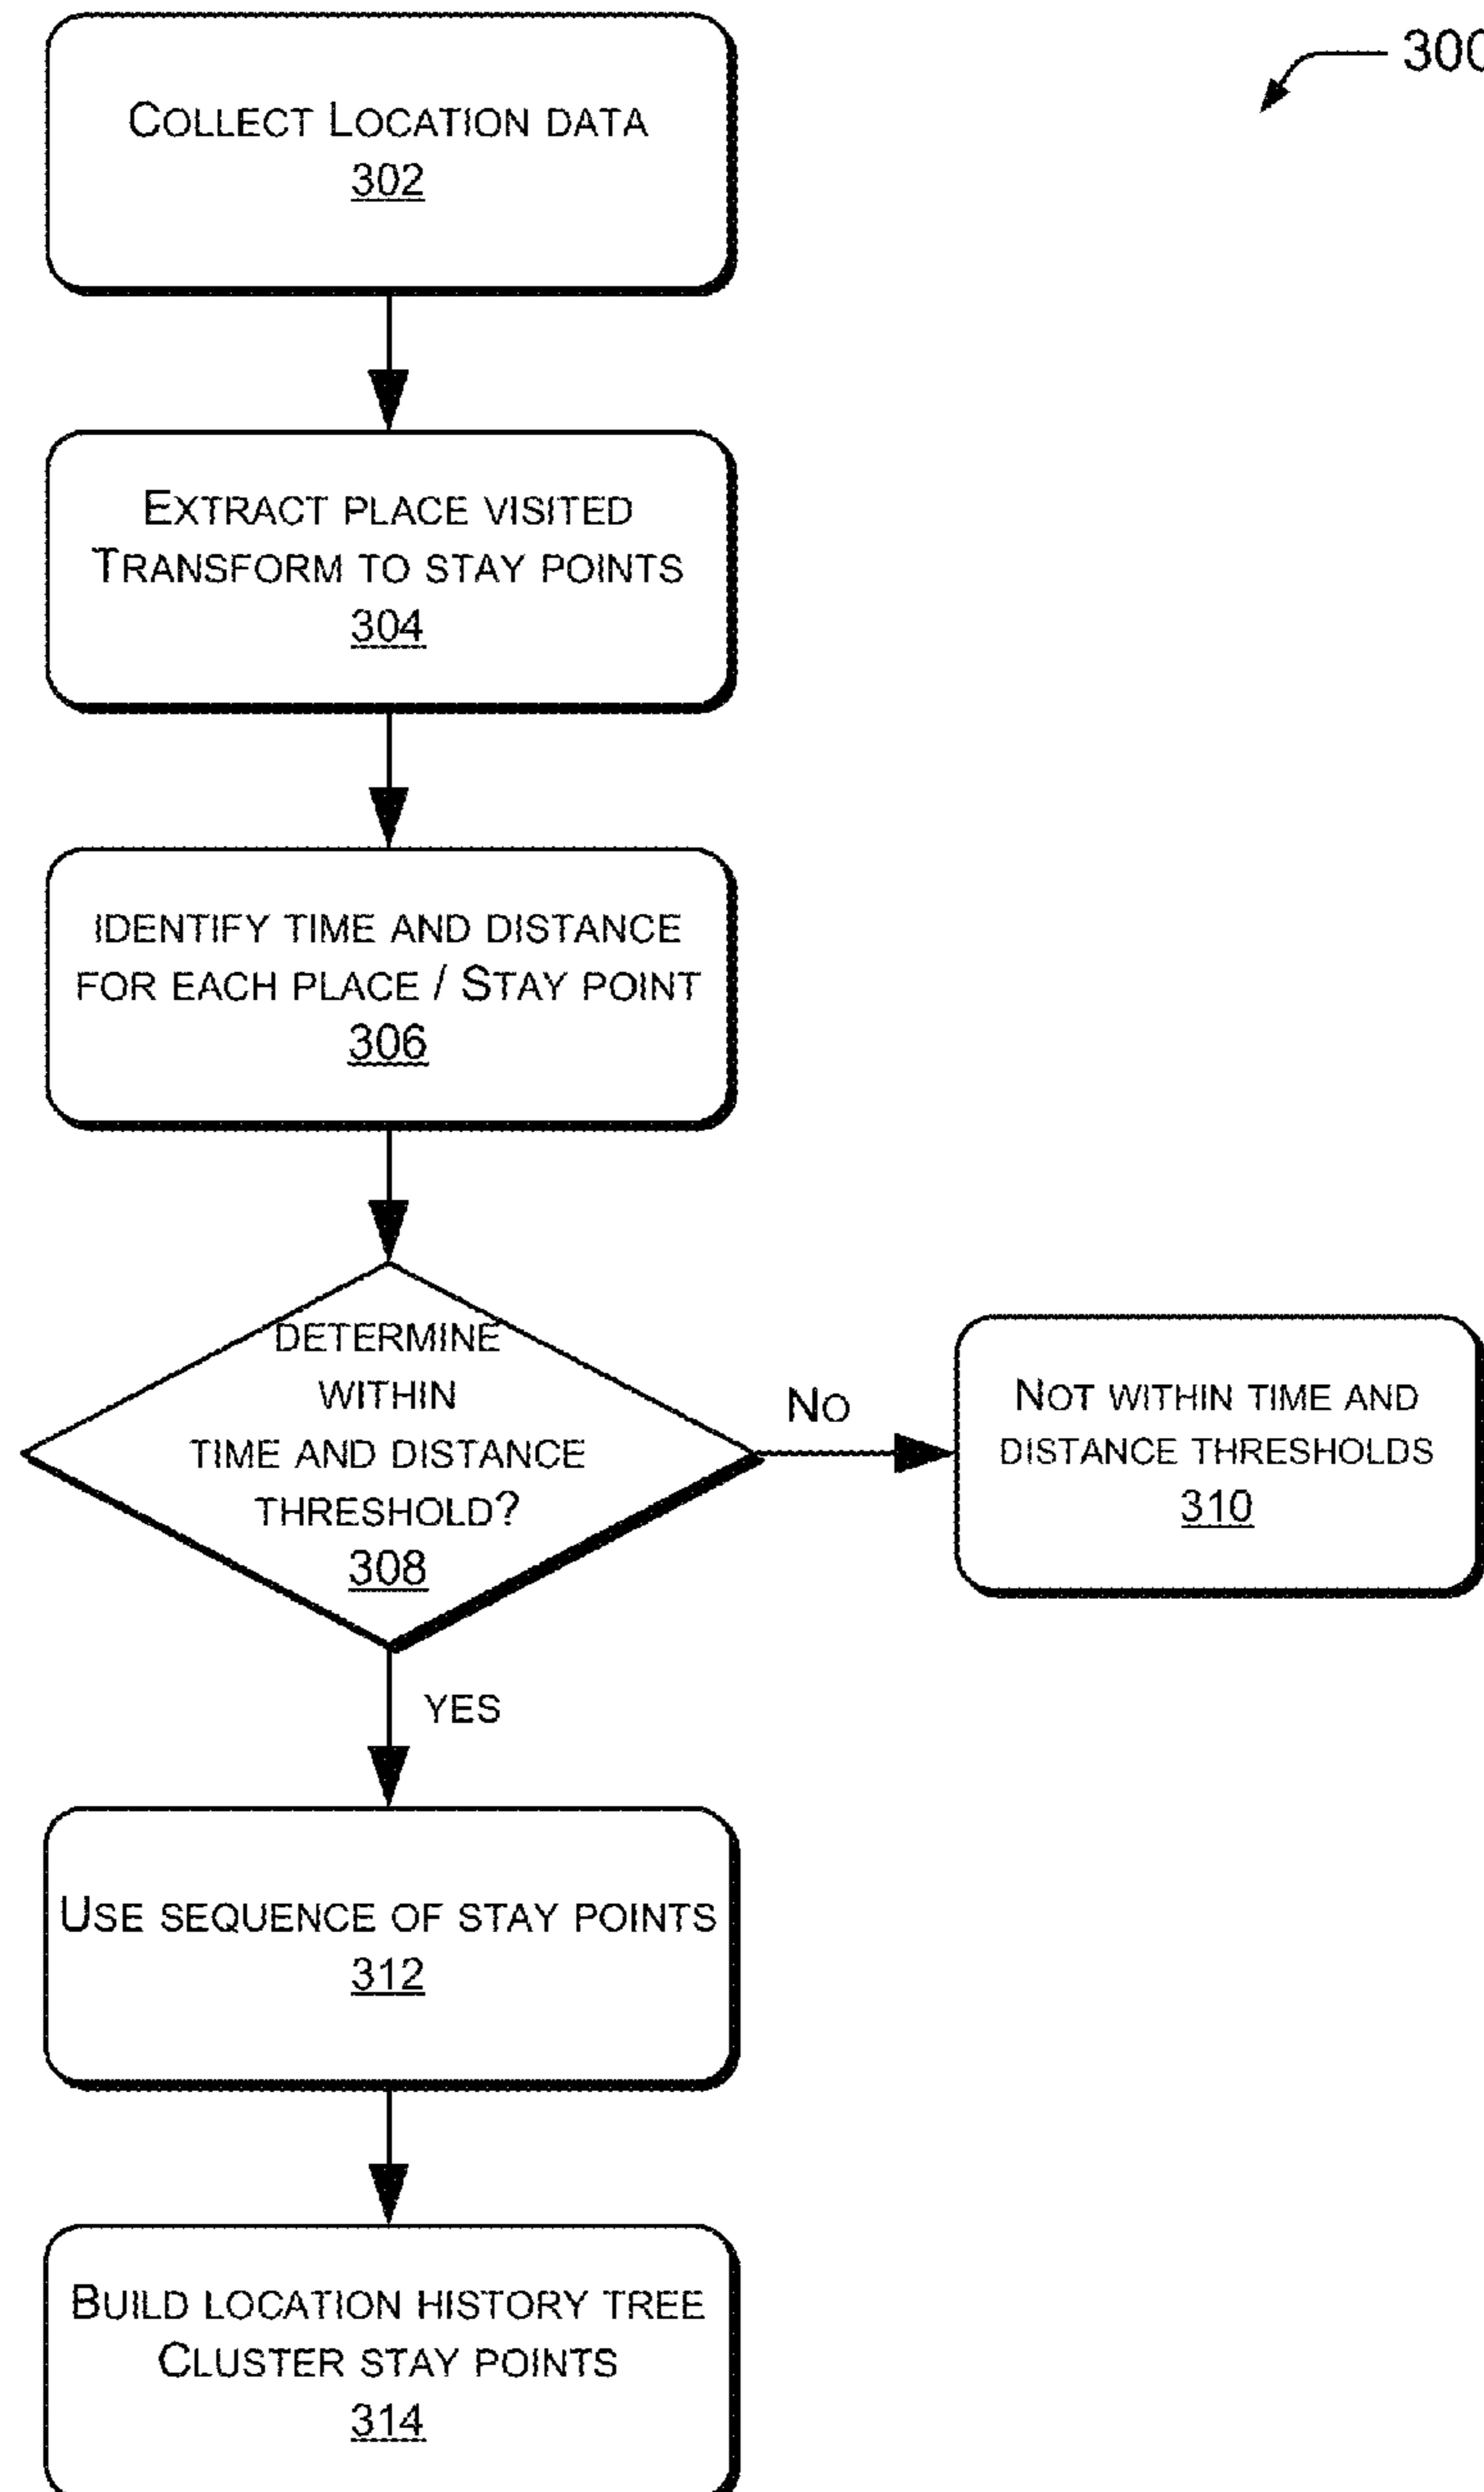 300
COLLECT LOCATION DATA
302
EXTRACT PLACE VISITED
TRANSFORM TO STAY POINTS
304
IDENTIFY TIME AND DISTANCE
FOR EACH PLACE / STAY POINT
306
DETERMINE
WITHIN
TIME AND DISTANCE
THRESHOLD?
308
NO
NOT WITHIN TIME AND
DISTANCE THRESHOLDS
310
YES
USE SEQUENCE OF STAY POINTS
312
BUILD LOCATION HISTORY TREE
CLUSTER STAY POINTS
314